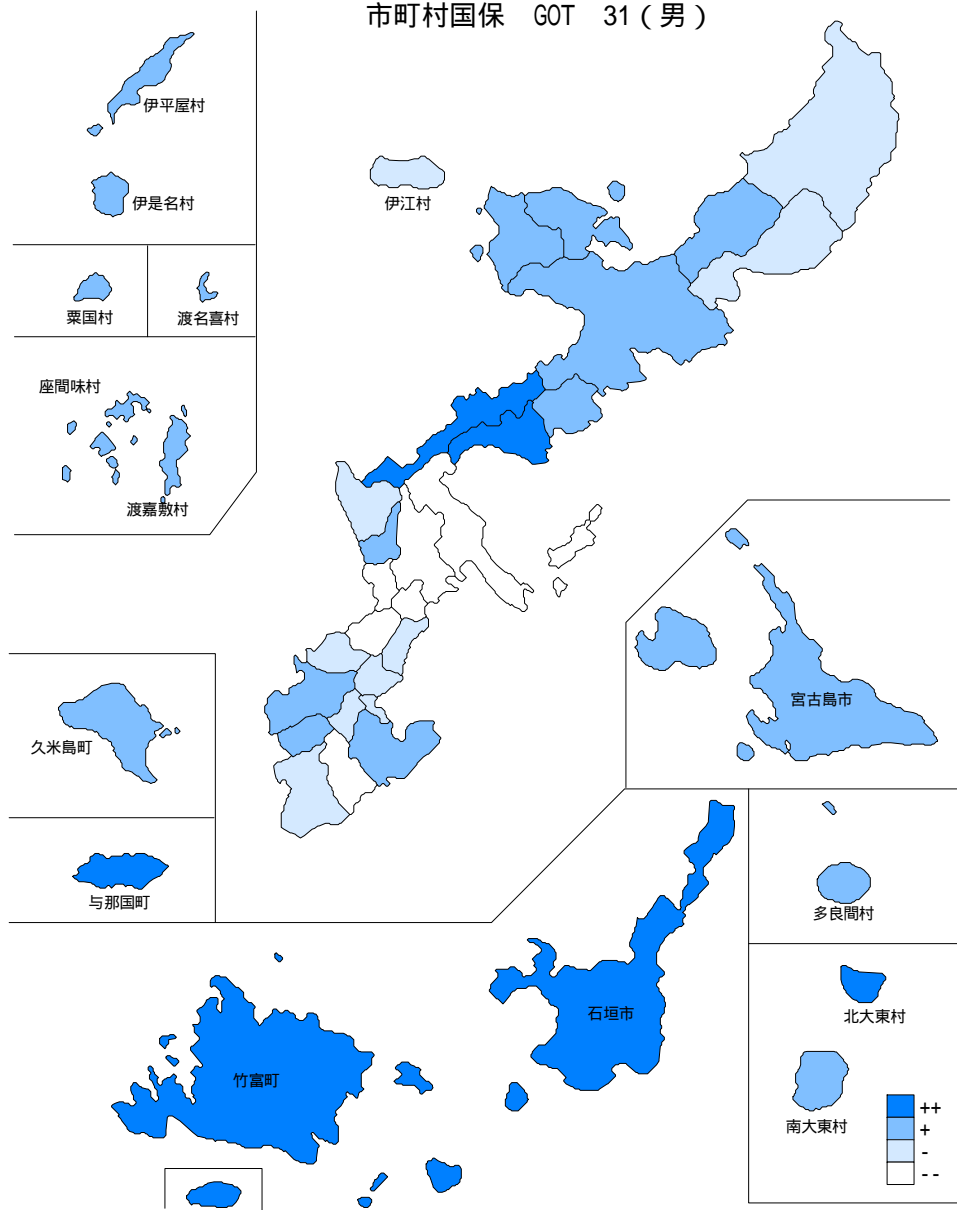 市町村国保　GOT　31（男）
伊平屋村
伊是名村
伊江村
粟国村
渡名喜村
座間味村
渡嘉敷村
久米島町
宮古島市
与那国町
多良間村
石垣市
北大東村
竹富町
南大東村
++
+
-
--